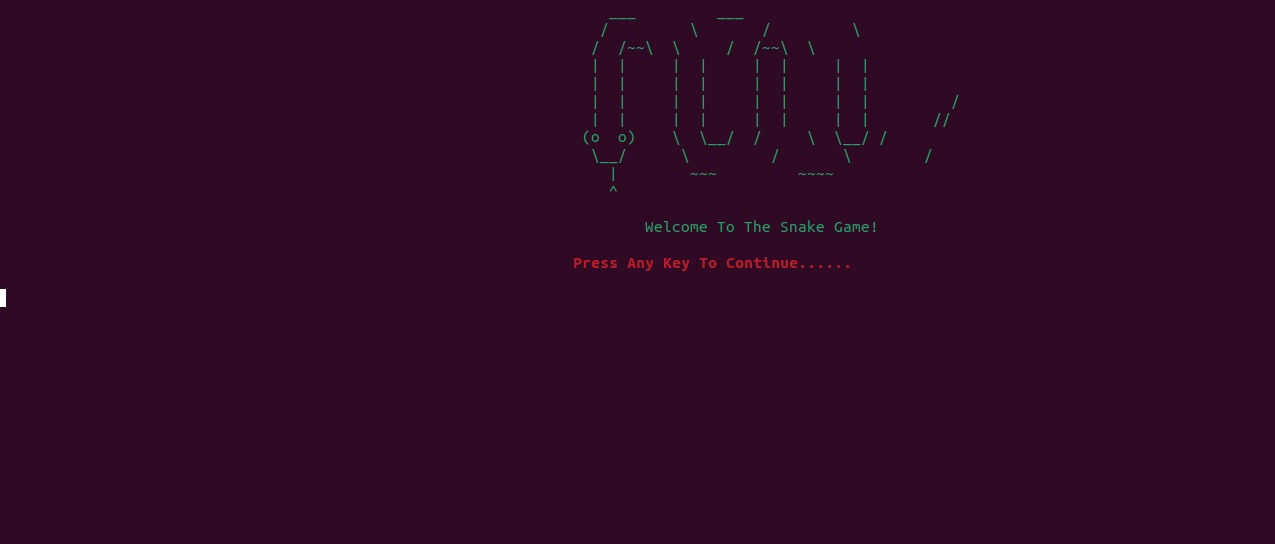 Welcome To The Snake Game!
Press Any Key To Continue......